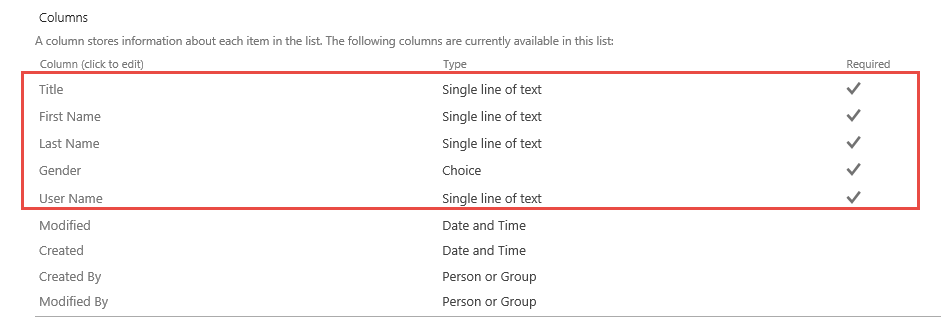 Columns
A column stores information about each item in the list. The following columns are currently available in this list:
Column (click to edit) Type Required
Title Single line of text
First Name Single line of text
Last Name Single line of text
Gender Choice
User Name Single line of text
Modified Date and Time
Created Date and Time
Created By Person or Group
Modified By Person or Group